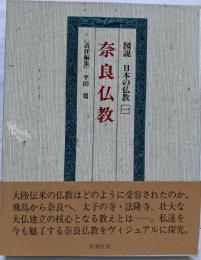 図説 日本の仏教[一]
奈良仏教
[責任編集]平田 寛
大陸伝来の仏教はどのように受容されたのか。
飛鳥から奈良へ、太子の寺・法隆寺、壮大な
大仏建立の核心となる教えとは――。私達を
今も魅了する奈良仏教をヴィジュアルに探究。
新潮社版